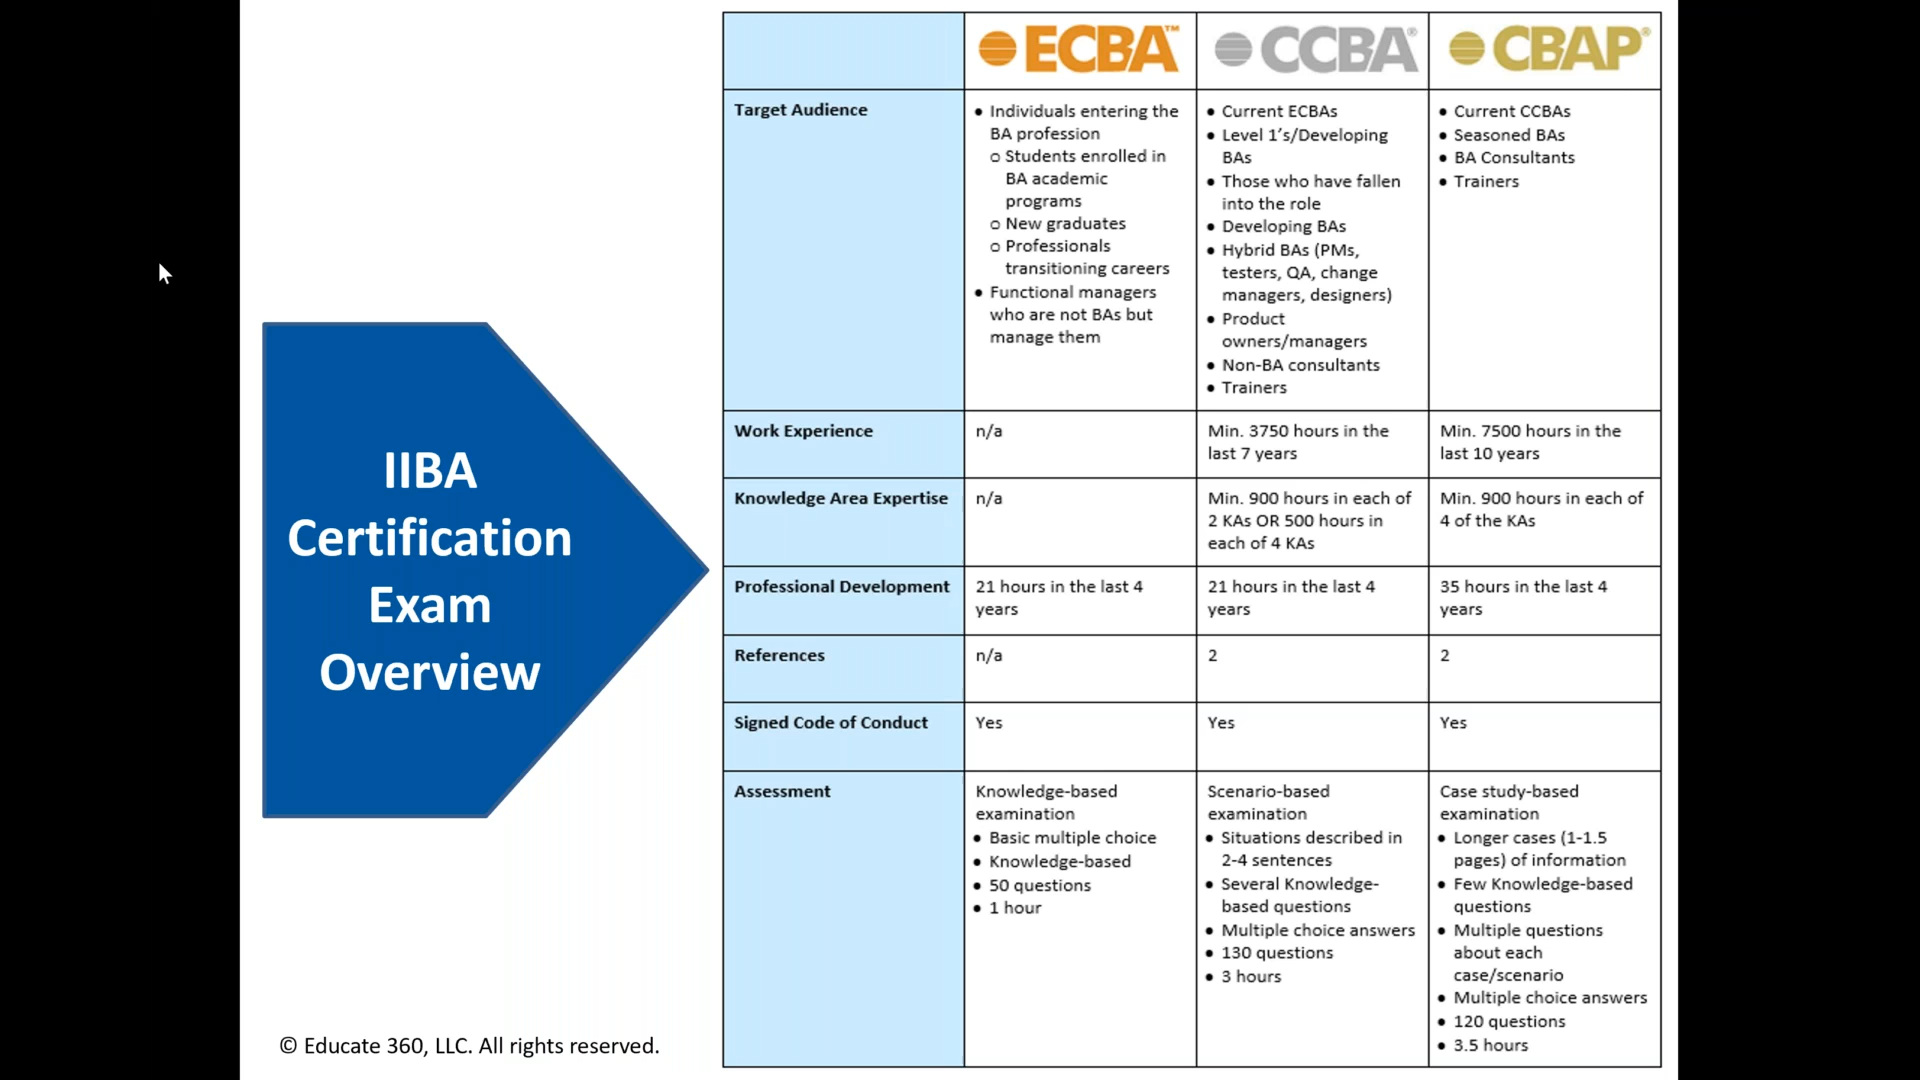 IIBA
Certification
Exam
Overview
© Educate 360, LLC. All rights reserved.
ECBA™
CCBA®
CBAP®
Target Audience
• Individuals entering the
BA profession
o Students enrolled in
BA academic
programs
o New graduates
o Professionals
transitioning careers
• Functional managers
who are not BAs but
manage them
• Current ECBAs
• Level 1's/Developing
BAs
• Those who have fallen
into the role
• Developing BAs
• Hybrid BAs (PMs,
testers, QA, change
managers, designers)
• Product
owners/managers
• Non-BA consultants
• Trainers
• Current CCBAs
• Seasoned BAs
• BA Consultants
• Trainers
Work Experience
n/a
Min. 3750 hours in the
last 7 years
Min. 7500 hours in the
last 10 years
Knowledge Area Expertise
n/a
Min. 900 hours in each of
2 KAs OR 500 hours in
each of 4 KAs
Min. 900 hours in each of
4 of the KAs
Professional Development
21 hours in the last 4
years
21 hours in the last 4
years
35 hours in the last 4
years
References
n/a
2
2
Signed Code of Conduct
Yes
Yes
Yes
Assessment
Knowledge-based
examination
• Basic multiple choice
• Knowledge-based
• 50 questions
• 1 hour
Scenario-based
examination
• Situations described in
2-4 sentences
• Several Knowledge-
based questions
• Multiple choice answers
• 130 questions
• 3 hours
Case study-based
examination
• Longer cases (1-1.5
pages) of information
• Few Knowledge-based
questions
• Multiple questions
about each
case/scenario
• Multiple choice answers
• 120 questions
• 3.5 hours